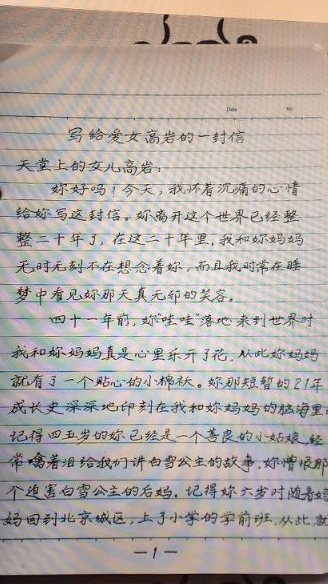 Date
No.
写给爱女高岩的一封信
天堂上的女儿高岩：
妳好吗？今天，我怀着沉痛的心情
给妳写这封信。妳离开这个世界已经整
整二十年了，在这二十年里，我和妳妈妈
无时无刻不在想念着妳，而且我时常在睡
梦中看见妳那天真无邪的笑容。
四十一年前，妳“哇哇”落地来到世界时
我和妳妈妈真是心里乐开了花，从此妳妈妈
就有了一个贴心的小棉袄。妳那短暂的21年
成长史深深地印刻在我和妳妈妈的脑海里。
记得四五岁的妳已经是一个善良的小姑娘，经
常噙着泪给我们讲白雪公主的故事，妳憎恨那
个迫害白雪公主的后妈。记得妳六岁时随着妈
妈回到北京城区，上了小学的学前班，从此就
—1—